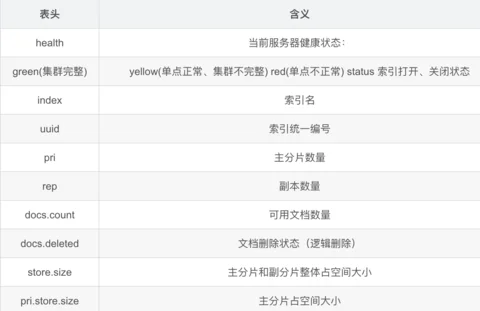 表头 含义
health 当前服务器健康状态：
green(集群完整) yellow(单点正常、集群不完整) red(单点不正常) status 索引打开、关闭状态
index 索引名
uuid 索引统一编号
pri 主分片数量
rep 副本数量
docs.count 可用文档数量
docs.deleted 文档删除状态（逻辑删除）
store.size 主分片和副分片整体占空间大小
pri.store.size 主分片占空间大小